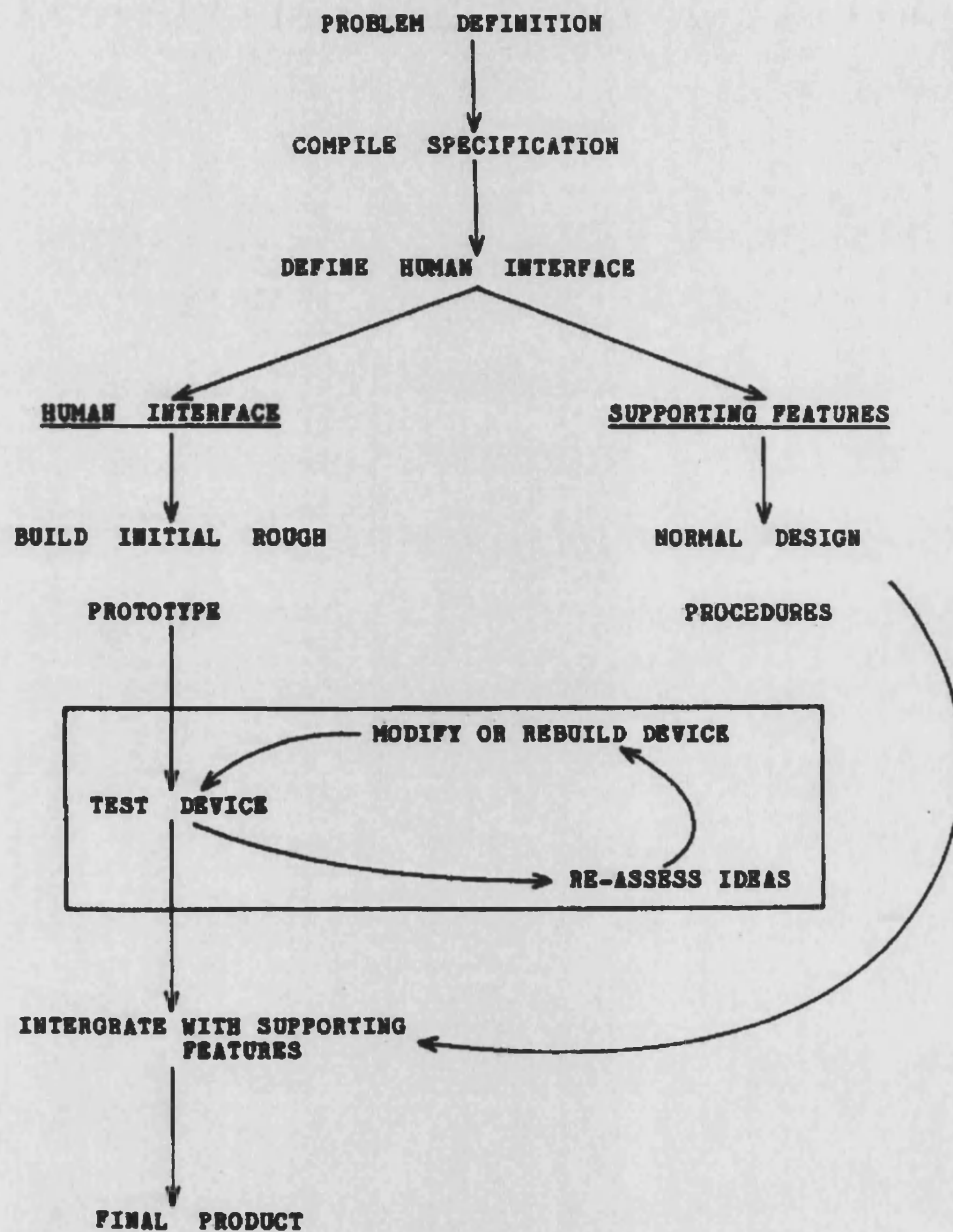 PROBLEM DEFINITION
COMPILE SPECIFICATION
DEFINE HUMAN INTERFACE
HUMAN INTERFACE
SUPPORTING FEATURES
BUILD INITIAL ROUGH
PROTOTYPE
NORMAL DESIGN
PROCEDURES
MODIFY OR REBUILD DEVICE
TEST DEVICE
RE-ASSESS IDEAS
INTERGRATE WITH SUPPORTING
FEATURES
FINAL PRODUCT